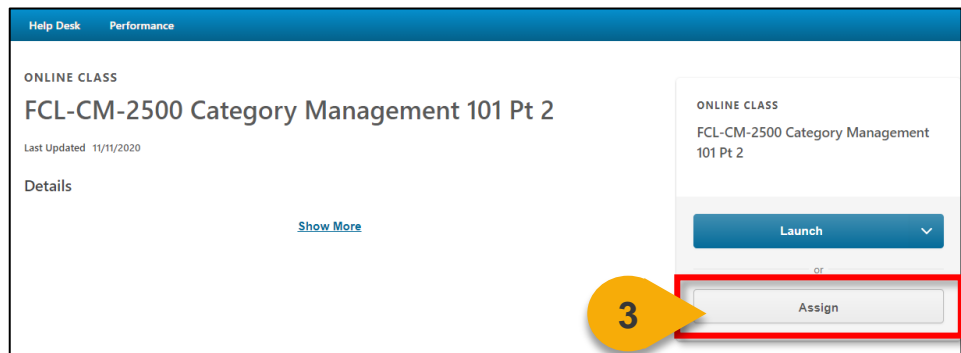 Help Desk Performance
ONLINE CLASS
FCL-CM-2500 Category Management 101 Pt 2
Last Updated 11/11/2020
Details
Show More
ONLINE CLASS
FCL-CM-2500 Category Management
101 Pt 2
Launch
or
Assign
3